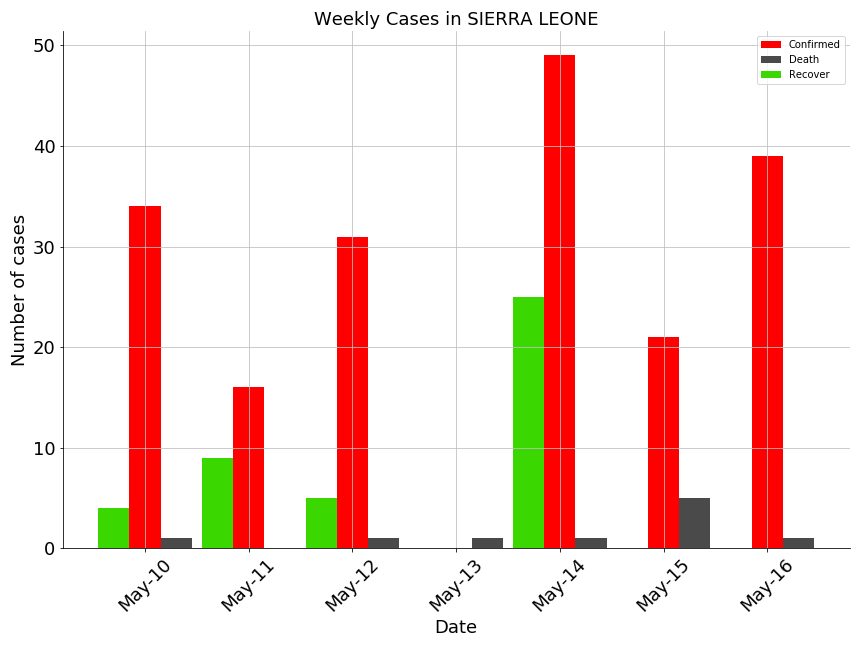 Weekly Cases in SIERRA LEONE
Confirmed
Death
Recover
Number of cases
50
40
30
20
10
0
May-10
May-11
May-12
May-13
May-14
May-15
May-16
Date